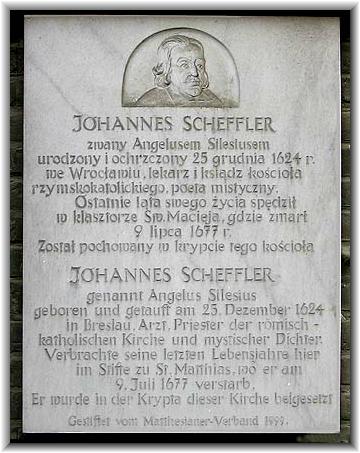 JOHANNES SCHEFFLER
zwany Angelusem Silesiusem
urodzony i ochrzczony 25 grudnia 1624 r.
we Wrocławiu, lekarz i ksiądz kościoła
rzymskokatolickiego, poeta mistyczny.
Ostatnie lata swego życia spędził
w klasztorze Św. Macieja, gdzie zmarł
9 lipca 1677 r.
Został pochowany w krypcie tego kościoła
JOHANNES SCHEFFLER
genannt Angelus Silesius
geboren und getauft am 25. Dezember 1624
in Breslau. Arzt, Priester der römisch-
katholischen Kirche und mystischer Dichter.
Verbrachte seine letzten Lebensjahre hier
im Stifte zu St. Matthias, wo er am
9. Juli 1677 verstarb.
Er wurde in der Krypta dieser Kirche beigesetzt
Gestiftet vom Matthesianer-Verband 1999.